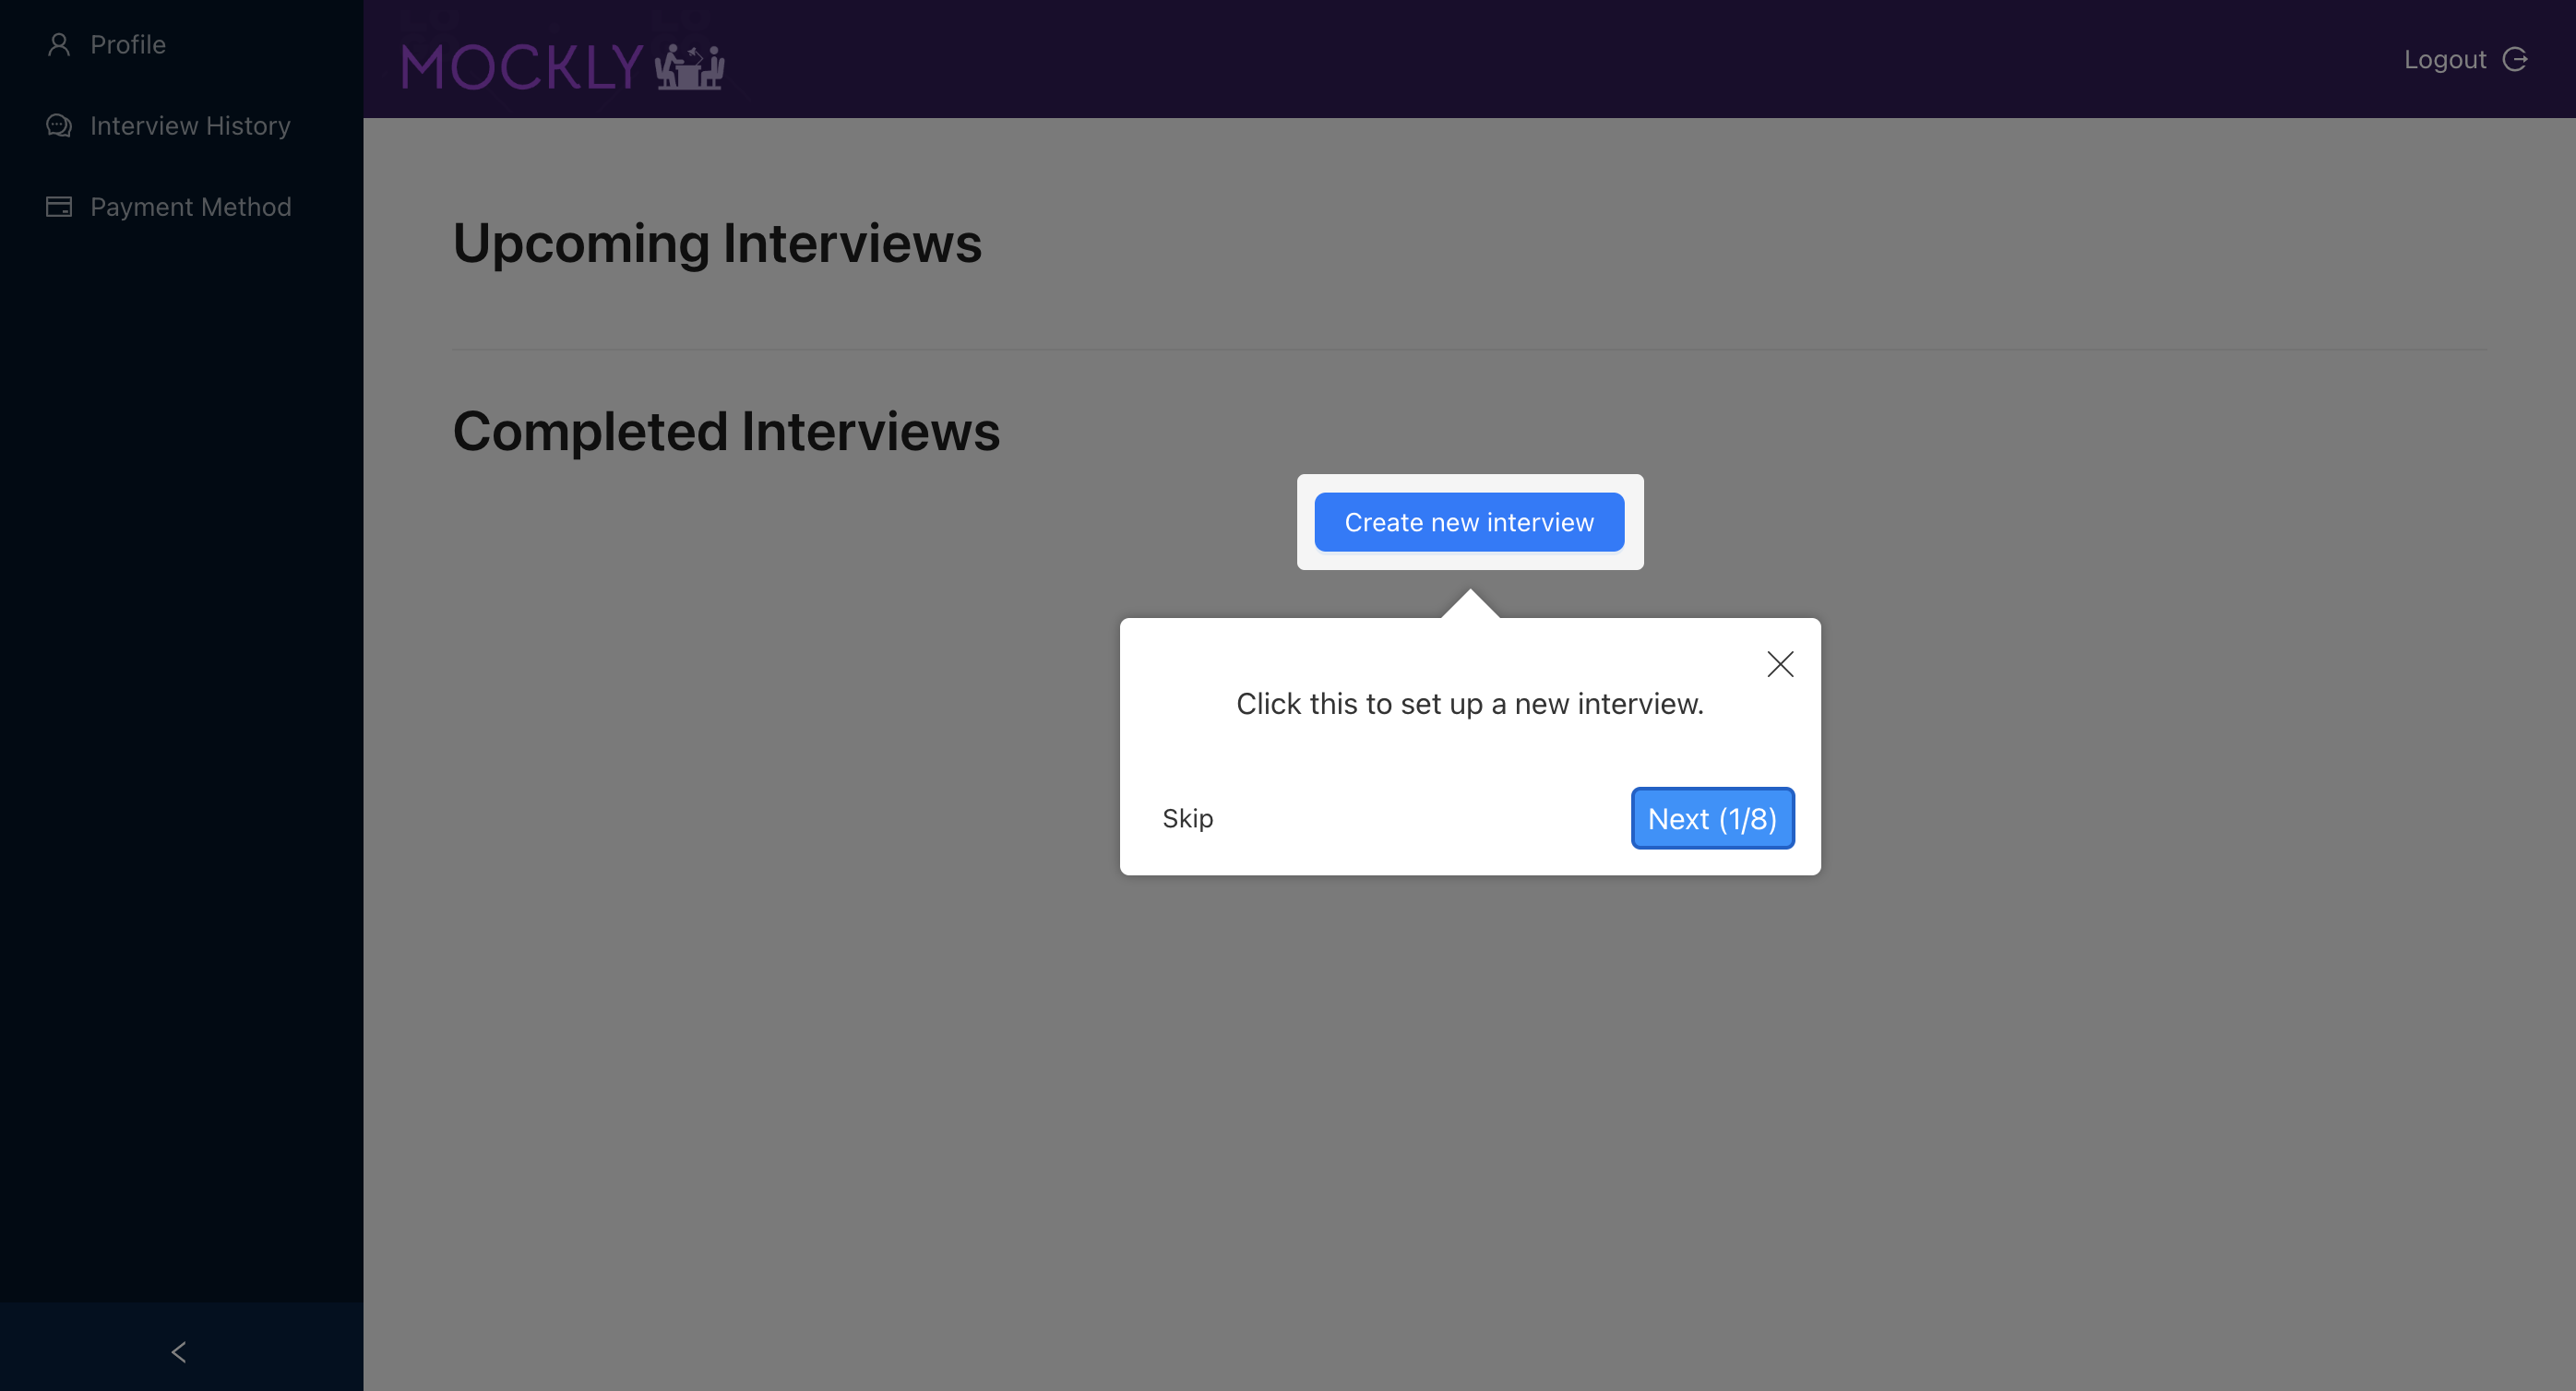 Profile
Interview History
Payment Method
MOCKLY
Logout
Upcoming Interviews
Completed Interviews
Create new interview
Click this to set up a new interview.
Skip
Next (1/8)